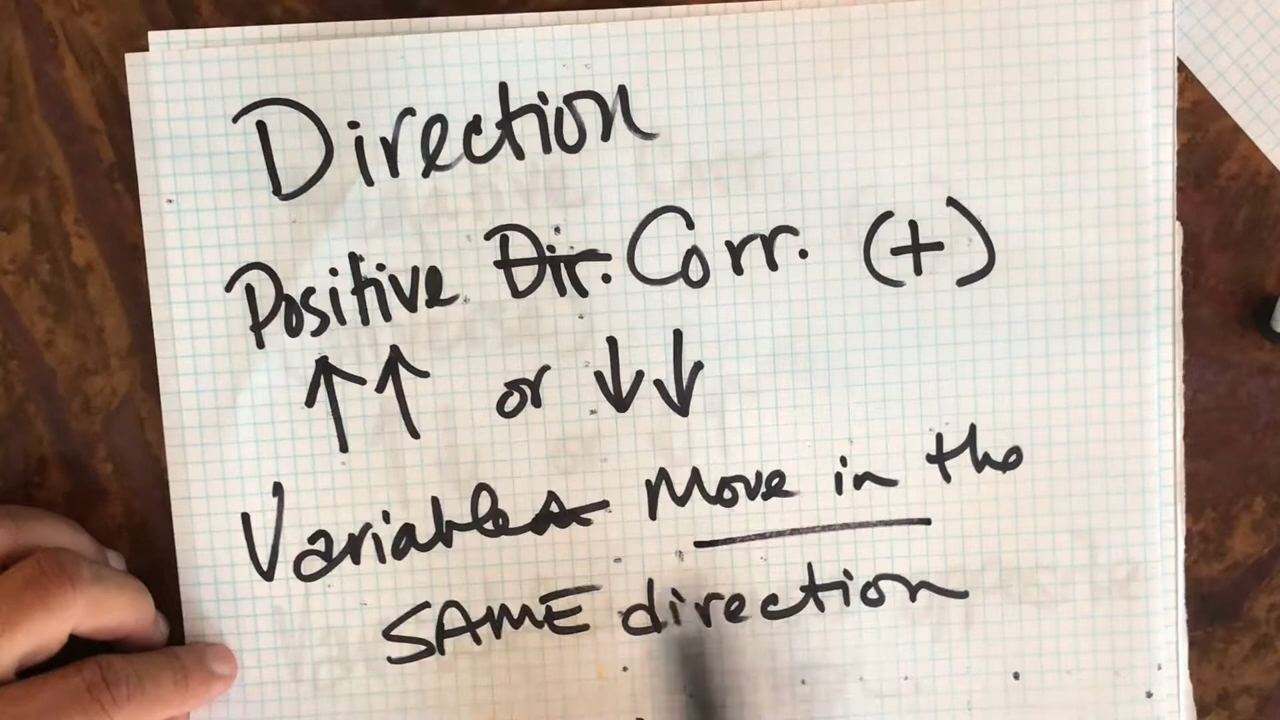 Direction
Positive Dir. Corr. (+)
↑↑ or ↓↓
Variables Move in the
SAME direction